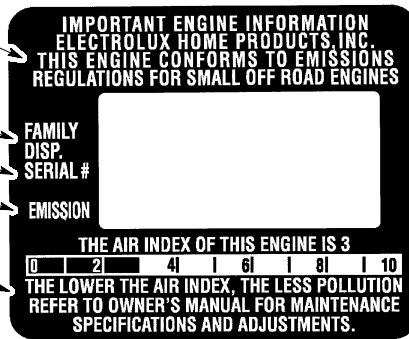 IMPORTANT ENGINE INFORMATION
ELECTROLUX HOME PRODUCTS, INC.
THIS ENGINE CONFORMS TO EMISSIONS
REGULATIONS FOR SMALL OFF ROAD ENGINES
FAMILY
DISP.
SERIAL #
EMISSION
THE AIR INDEX OF THIS ENGINE IS 3
0 2 4 6 8 10
THE LOWER THE AIR INDEX, THE LESS POLLUTION
REFER TO OWNER'S MANUAL FOR MAINTENANCE
SPECIFICATIONS AND ADJUSTMENTS.